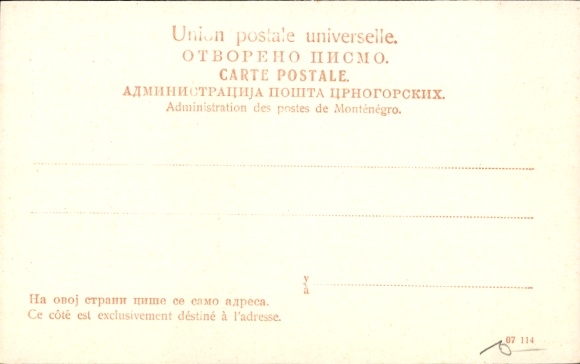 Union postale universelle.
ОТВОРЕНО ПИСМО.
CARTE POSTALE.
АДМИНИСТРАЦИЈА ПОШТА ЦРНОГОРСКИХ.
Administration des postes de Monténégro.
у
à
На овој страни пише се само адреса.
Ce côté est exclusivement déstiné à l'adresse.
07 114